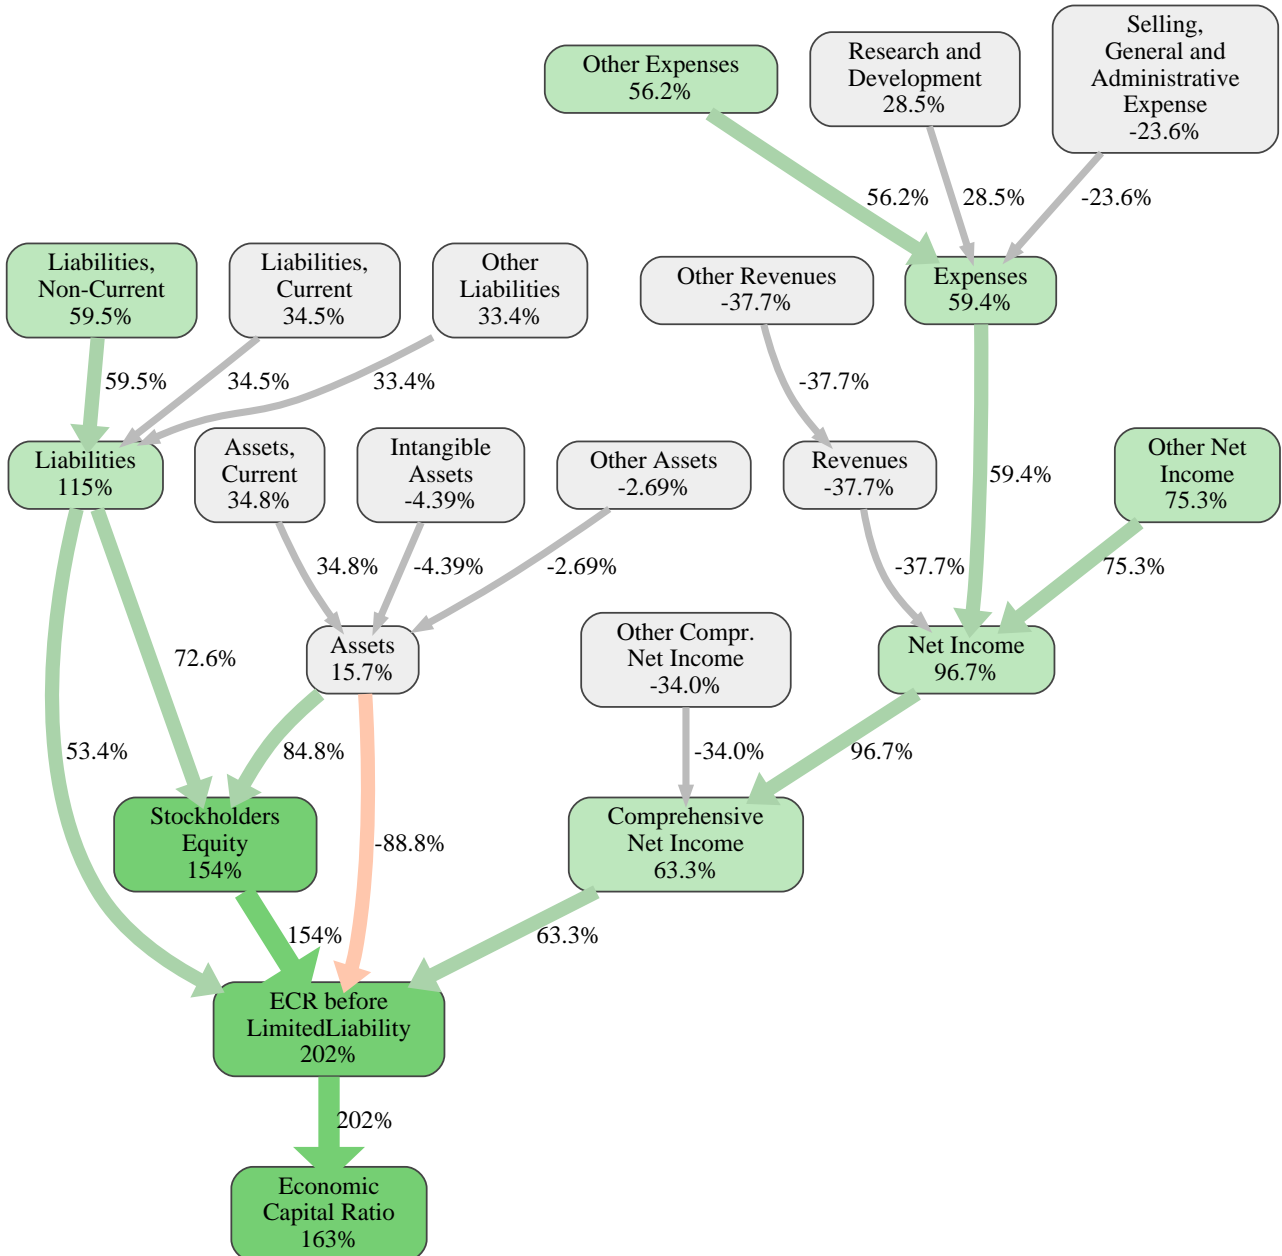 Selling,
General and
Administrative
Expense
-23.6%
Research and
Development
28.5%
Other Expenses
56.2%
56.2%
28.5%
-23.6%
Liabilities,
Non-Current
59.5%
Liabilities,
Current
34.5%
Other
Liabilities
33.4%
Other Revenues
-37.7%
Expenses
59.4%
59.5%
34.5%
33.4%
-37.7%
Liabilities
115%
Assets,
Current
34.8%
Intangible
Assets
-4.39%
Other Assets
-2.69%
Revenues
-37.7%
59.4%
Other Net
Income
75.3%
34.8%
-4.39%
-2.69%
-37.7%
75.3%
72.6%
Assets
15.7%
Other Compr.
Net Income
-34.0%
Net Income
96.7%
53.4%
84.8%
-34.0%
96.7%
Stockholders
Equity
154%
-88.8%
Comprehensive
Net Income
63.3%
154%
63.3%
ECR before
LimitedLiability
202%
202%
Economic
Capital Ratio
163%